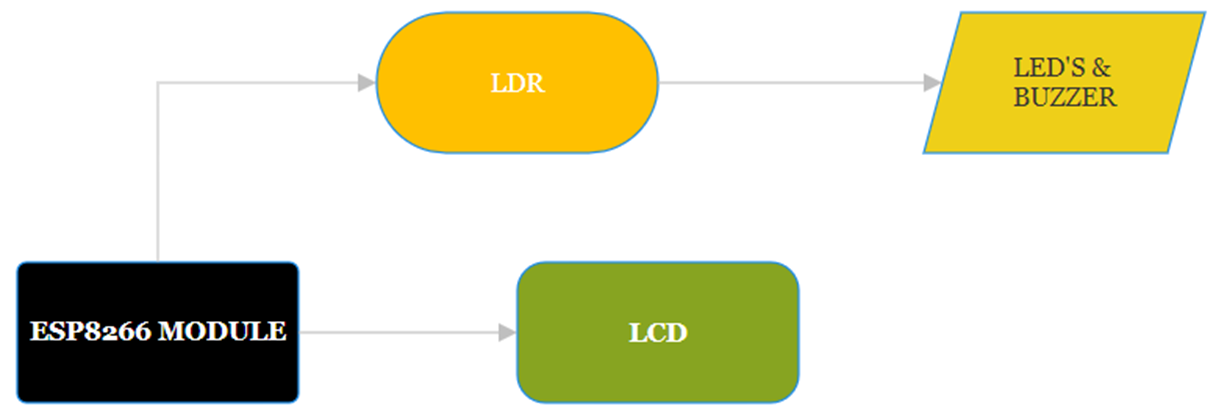 LDR
LED'S &
BUZZER
ESP8266 MODULE
LCD